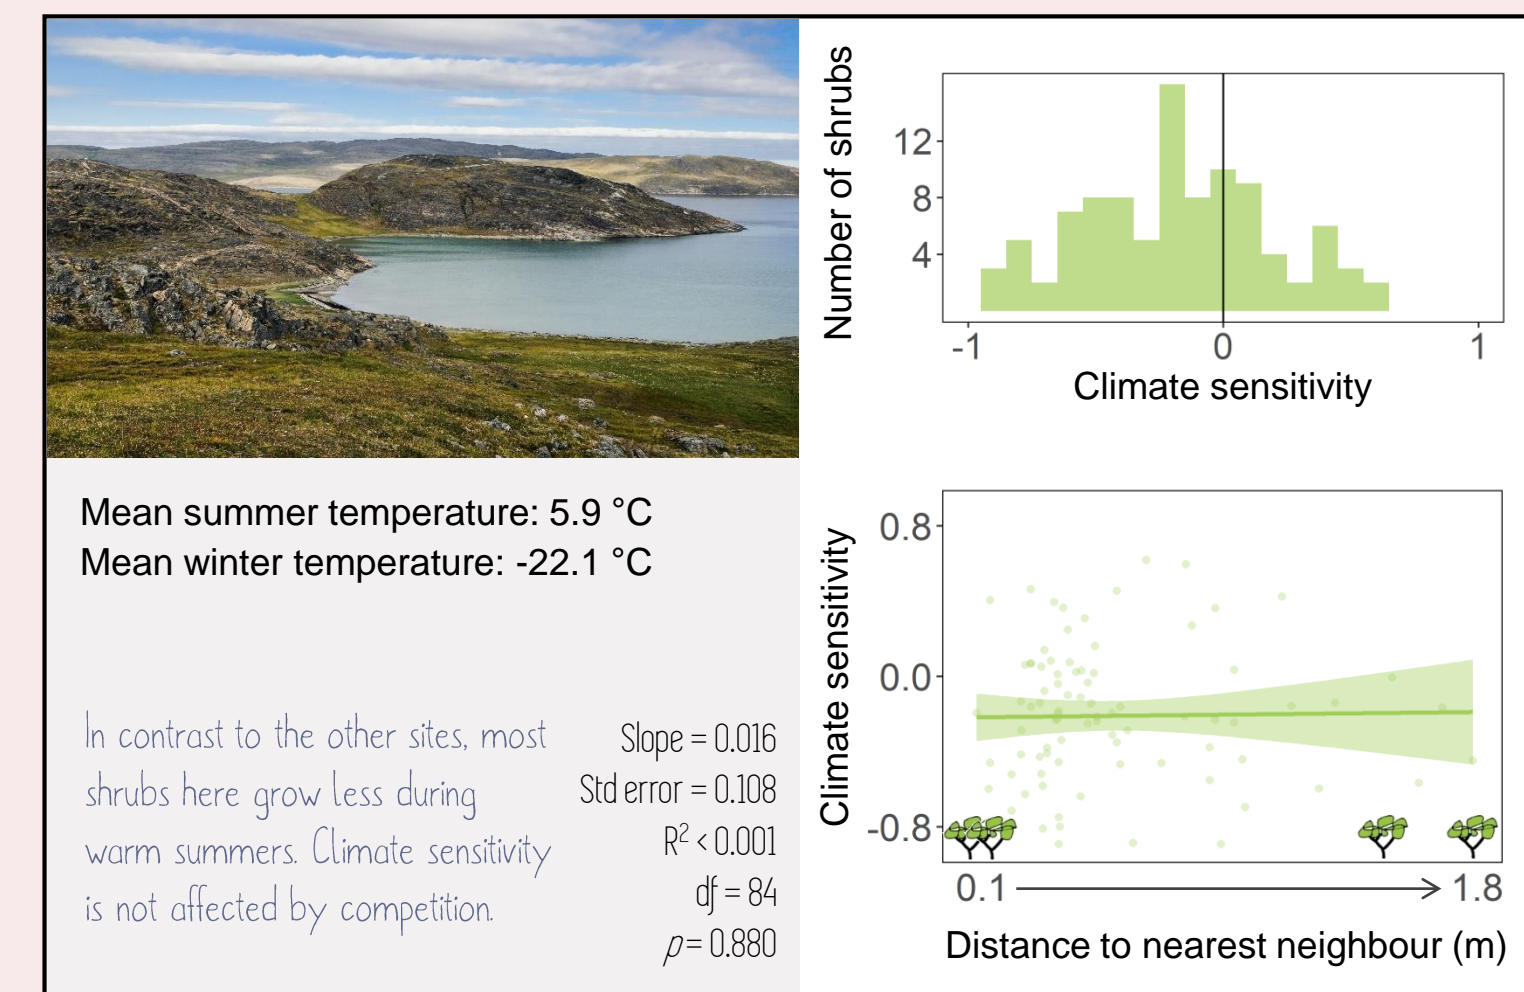 Mean summer temperature: 5.9 °C
Mean winter temperature: -22.1 °C
In contrast to the other sites, most
shrubs here grow less during
warm summers. Climate sensitivity
is not affected by competition.
Slope = 0.016
Std error = 0.108
R² < 0.001
df = 84
p = 0.880
Number of shrubs
12
8
4
-1 0 1
Climate sensitivity
Climate sensitivity
0.8
0.0
-0.8
0.1 1.8
Distance to nearest neighbour (m)